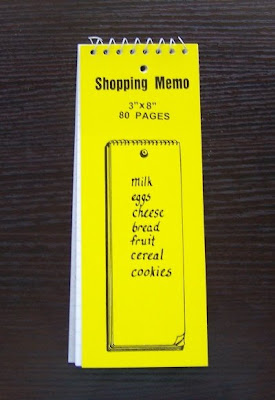 Shopping Memo
3"x8"
80 PAGES
milk
eggs
cheese
bread
fruit
cereal
cookies